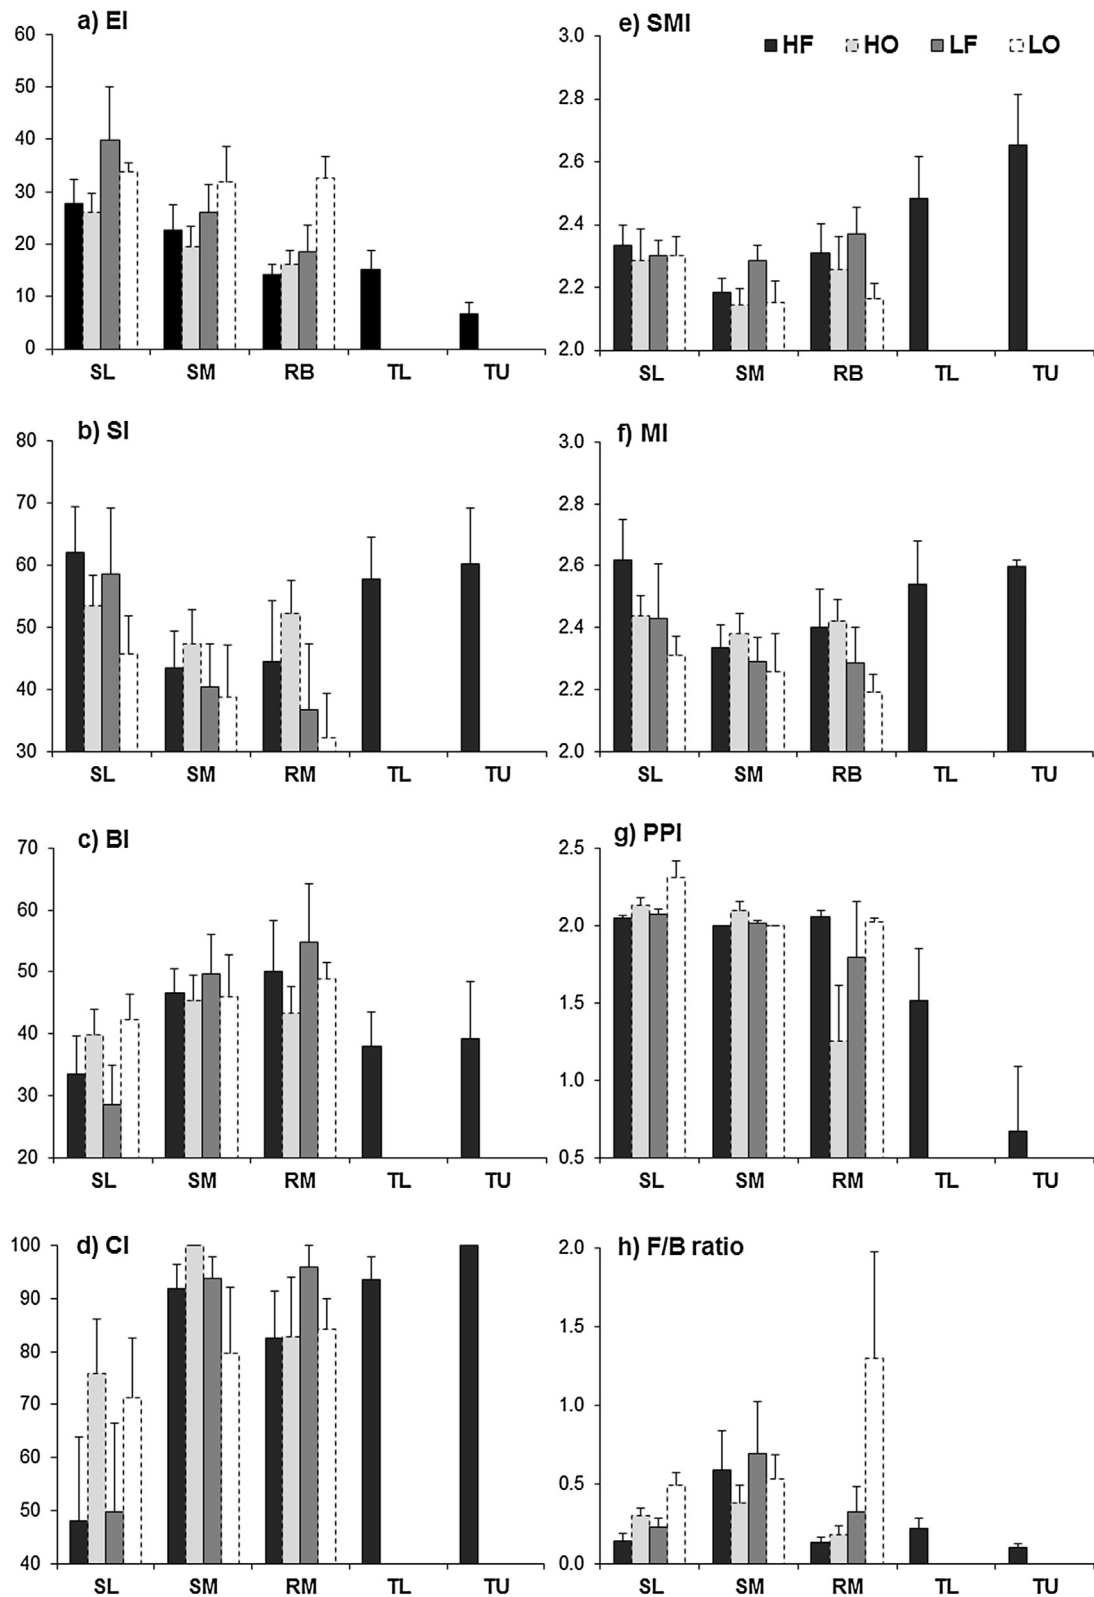 a) EI
60
50
40
30
20
10
0
SL SM RB TL TU
e) SMI
HF HO LF LO
3.0
2.8
2.6
2.4
2.2
2.0
SL SM RB TL TU
b) SI
80
70
60
50
40
30
SL SM RM TL TU
f) MI
3.0
2.8
2.6
2.4
2.2
2.0
SL SM RB TL TU
c) BI
70
60
50
40
30
20
SL SM RM TL TU
g) PPI
2.5
2.0
1.5
1.0
0.5
SL SM RM TL TU
d) CI
100
90
80
70
60
50
40
SL SM RM TL TU
h) F/B ratio
2.0
1.5
1.0
0.5
0.0
SL SM RM TL TU